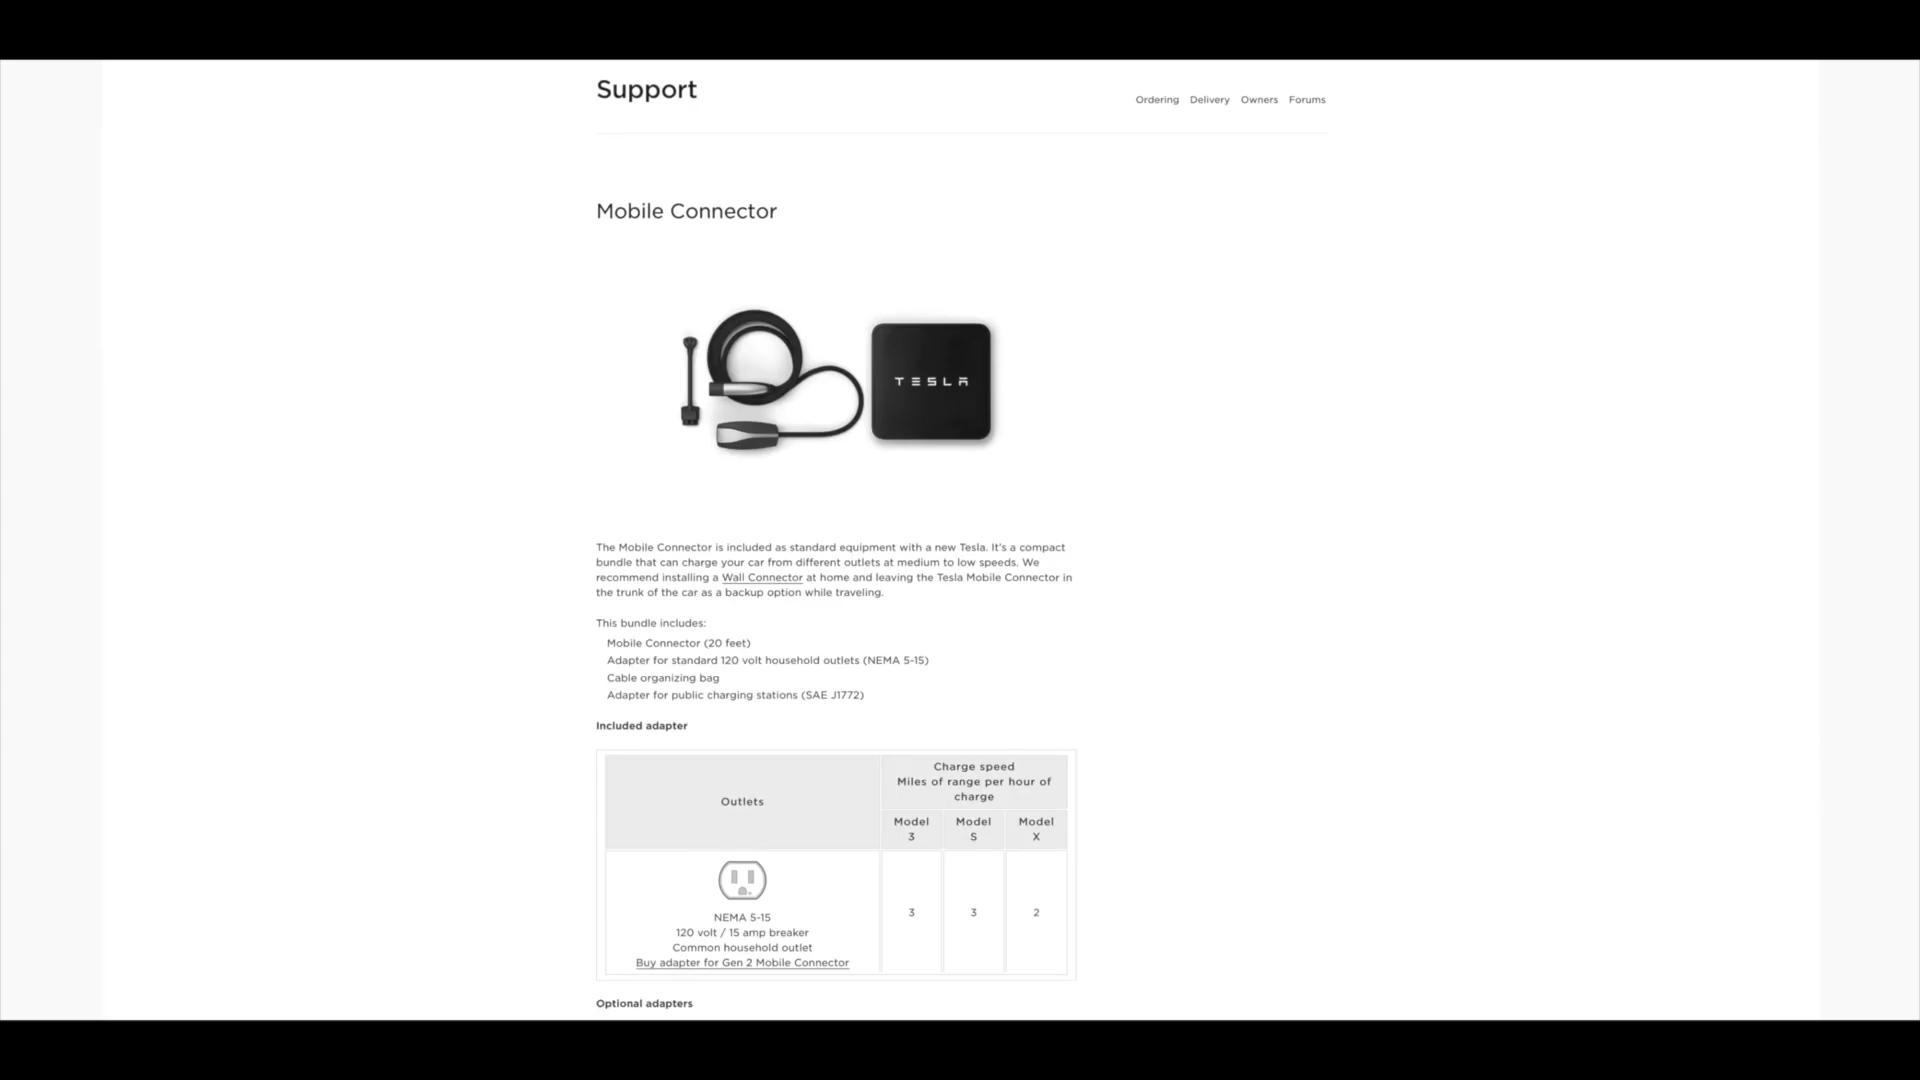 Support
Ordering Delivery Owners Forums
Mobile Connector
TESLA
The Mobile Connector is included as standard equipment with a new Tesla. It's a compact
bundle that can charge your car from different outlets at medium to low speeds. We
recommend installing a Wall Connector at home and leaving the Tesla Mobile Connector in
the trunk of the car as a backup option while traveling.
This bundle includes:
Mobile Connector (20 feet)
Adapter for standard 120 volt household outlets (NEMA 5-15)
Cable organizing bag
Adapter for public charging stations (SAE J1772)
Included adapter
Outlets
Charge speed
Miles of range per hour of
charge
Model
3
Model
S
Model
X
NEMA 5-15
120 volt / 15 amp breaker
Common household outlet
Buy adapter for Gen 2 Mobile Connector
3
3
2
Optional adapters